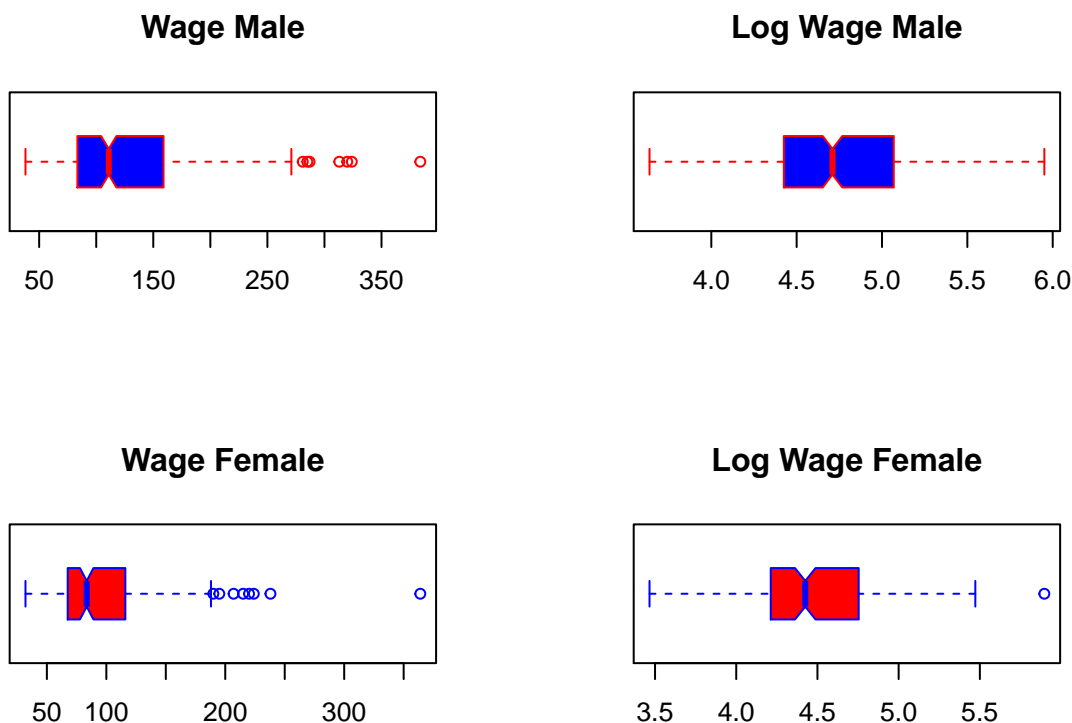 Wage Male
50 150 250 350
Log Wage Male
4.0 4.5 5.0 5.5 6.0
Wage Female
50 100 200 300
Log Wage Female
3.5 4.0 4.5 5.0 5.5